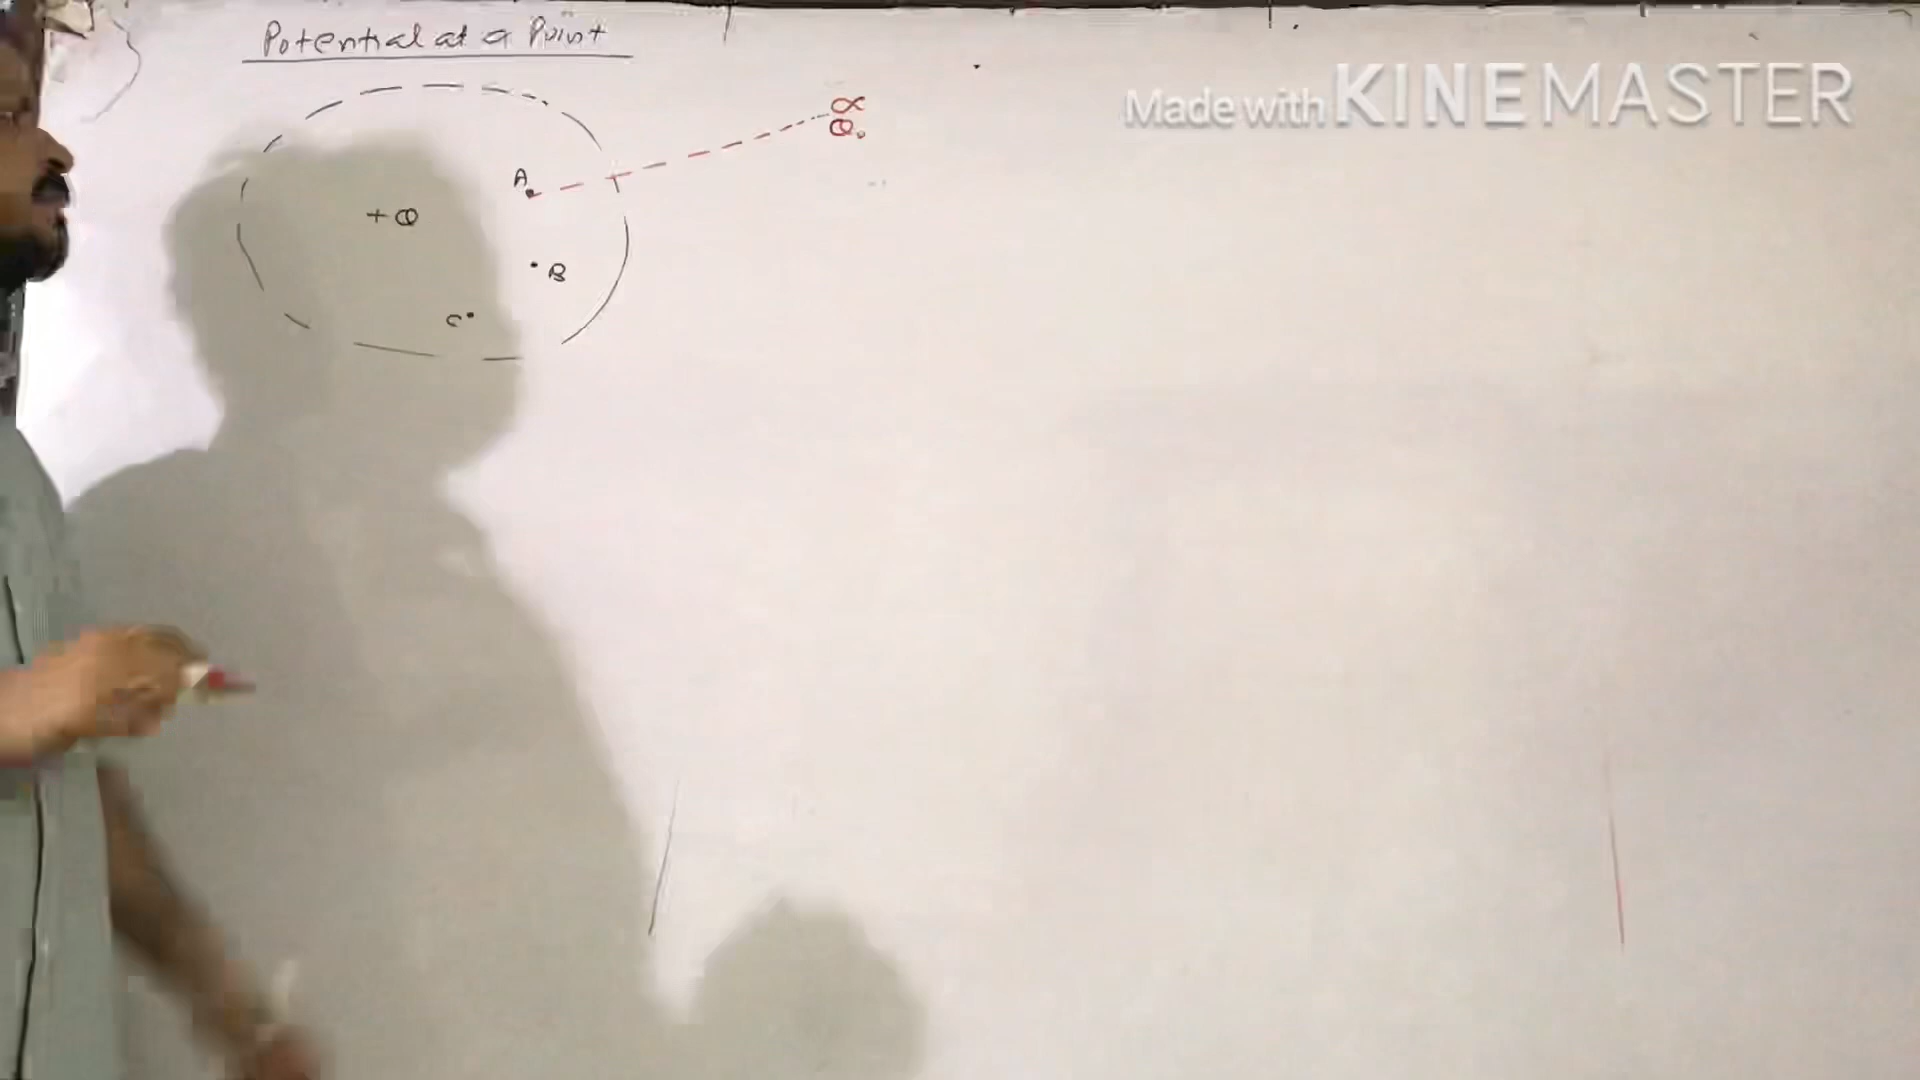 Potential at a Point
Made with KINEMASTER
∝
Q₀
A
+Q
B
C